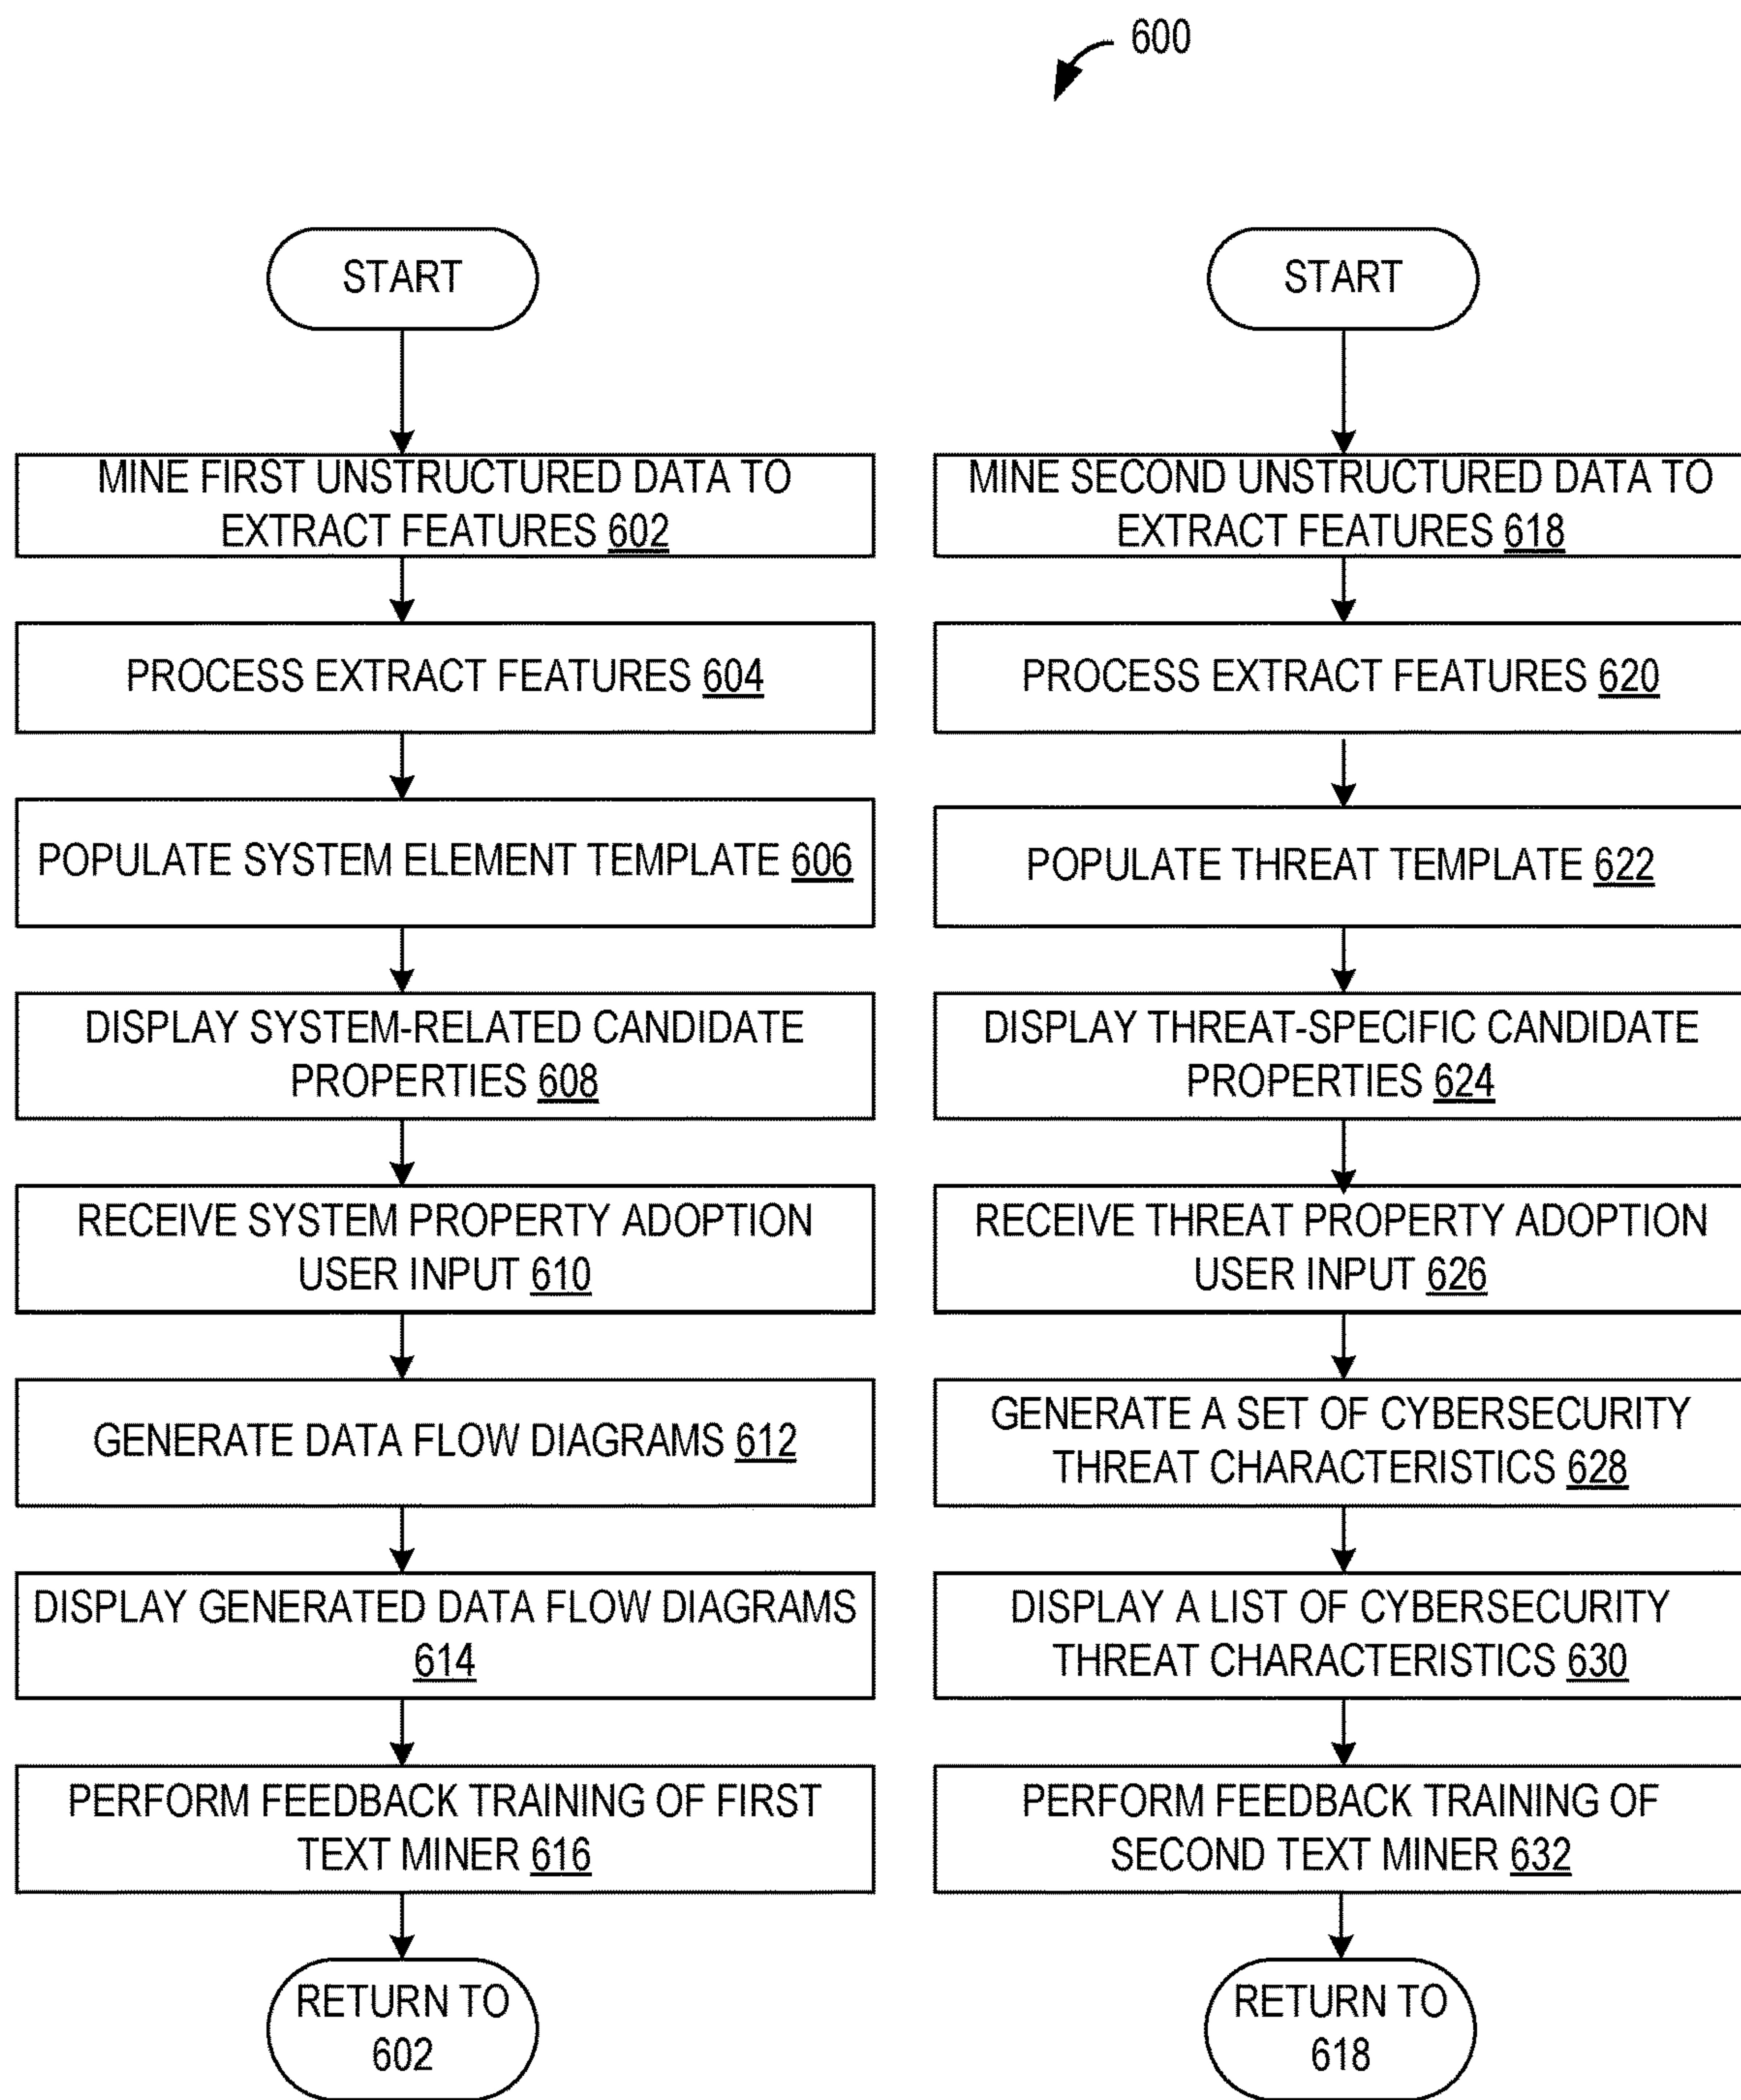 600
START
MINE FIRST UNSTRUCTURED DATA TO
EXTRACT FEATURES 602
PROCESS EXTRACT FEATURES 604
POPULATE SYSTEM ELEMENT TEMPLATE 606
DISPLAY SYSTEM-RELATED CANDIDATE
PROPERTIES 608
RECEIVE SYSTEM PROPERTY ADOPTION
USER INPUT 610
GENERATE DATA FLOW DIAGRAMS 612
DISPLAY GENERATED DATA FLOW DIAGRAMS
614
PERFORM FEEDBACK TRAINING OF FIRST
TEXT MINER 616
RETURN TO
602
START
MINE SECOND UNSTRUCTURED DATA TO
EXTRACT FEATURES 618
PROCESS EXTRACT FEATURES 620
POPULATE THREAT TEMPLATE 622
DISPLAY THREAT-SPECIFIC CANDIDATE
PROPERTIES 624
RECEIVE THREAT PROPERTY ADOPTION
USER INPUT 626
GENERATE A SET OF CYBERSECURITY
THREAT CHARACTERISTICS 628
DISPLAY A LIST OF CYBERSECURITY
THREAT CHARACTERISTICS 630
PERFORM FEEDBACK TRAINING OF
SECOND TEXT MINER 632
RETURN TO
618